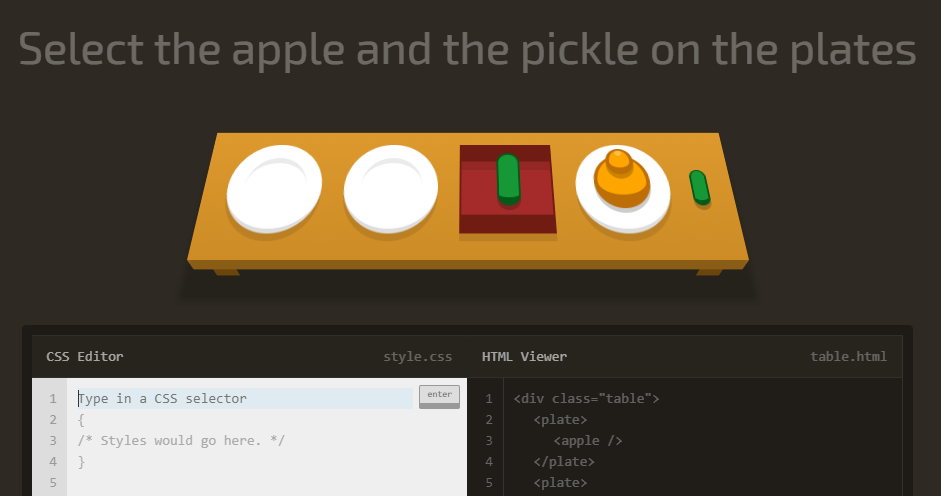 Select the apple and the pickle on the plates
CSS Editor
style.css
HTML Viewer
table.html
1
Type in a CSS selector
enter
2
{
3
/* Styles would go here. */
4
}
5
1
<div class="table">
2
<plate>
3
<apple />
4
</plate>
5
<plate>